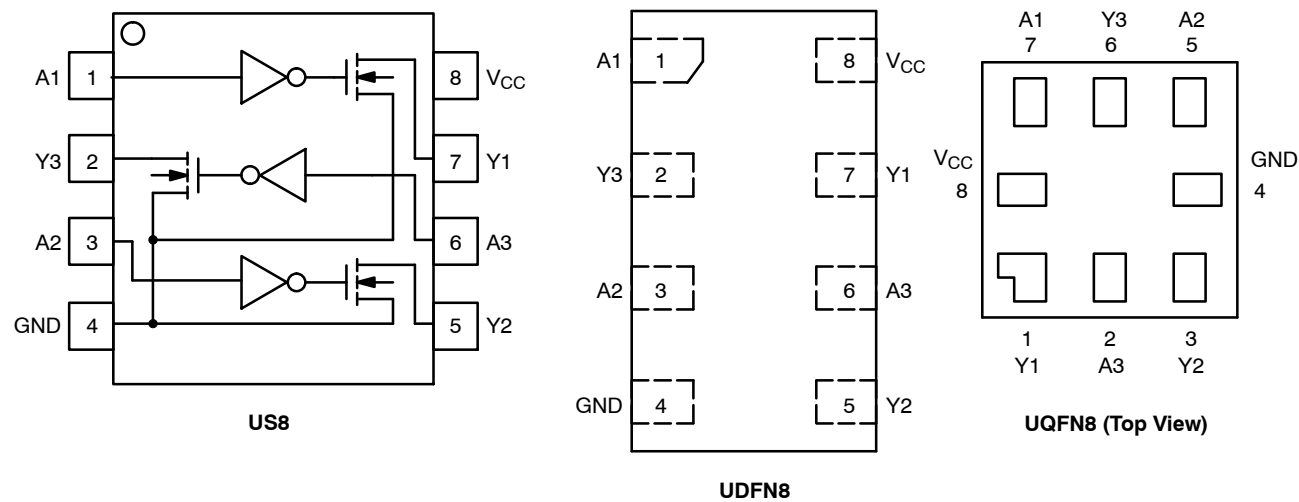 A1 1
8 VCC
Y3 2
7 Y1
A2 3
6 A3
GND 4
5 Y2
US8
A1 1
8 VCC
Y3 2
7 Y1
A2 3
6 A3
GND 4
5 Y2
UDFN8
A1 Y3 A2
7 6 5
VCC
8
GND
4
1 2 3
Y1 A3 Y2
UQFN8 (Top View)